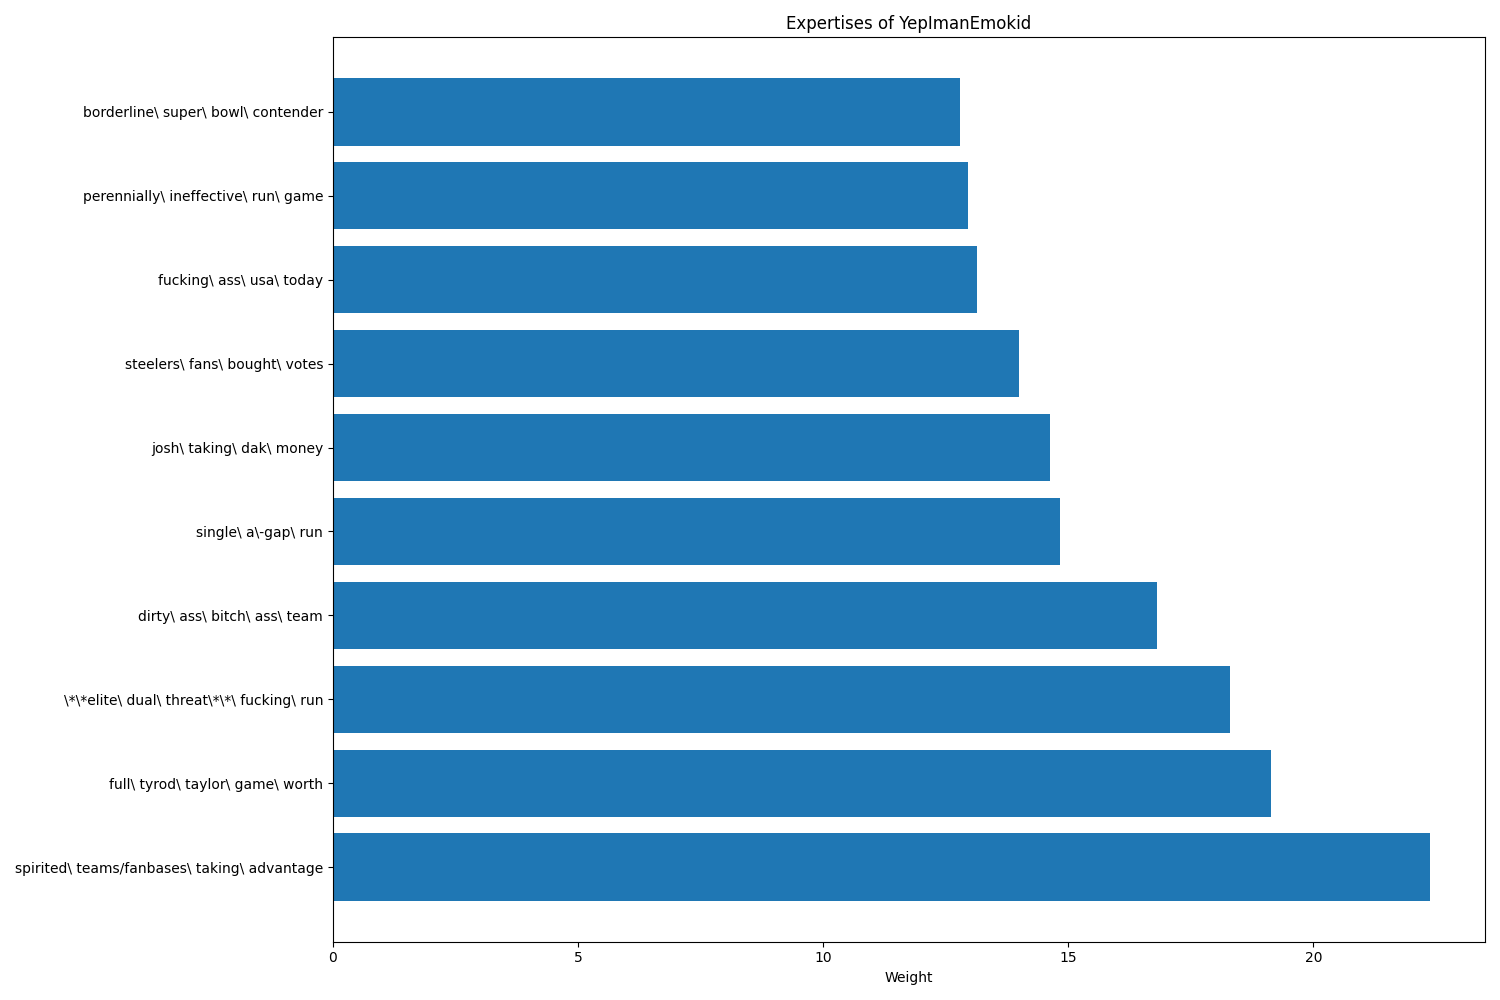 Expertises of YepImanEmokid
borderline\ super\ bowl\ contender
perennially\ ineffective\ run\ game
fucking\ ass\ usa\ today
steelers\ fans\ bought\ votes
josh\ taking\ dak\ money
single\ a\-gap\ run
dirty\ ass\ bitch\ ass\ team
\*\*elite\ dual\ threat\*\*\ fucking\ run
full\ tyrod\ taylor\ game\ worth
spirited\ teams/fanbases\ taking\ advantage
0 5 10 15 20
Weight